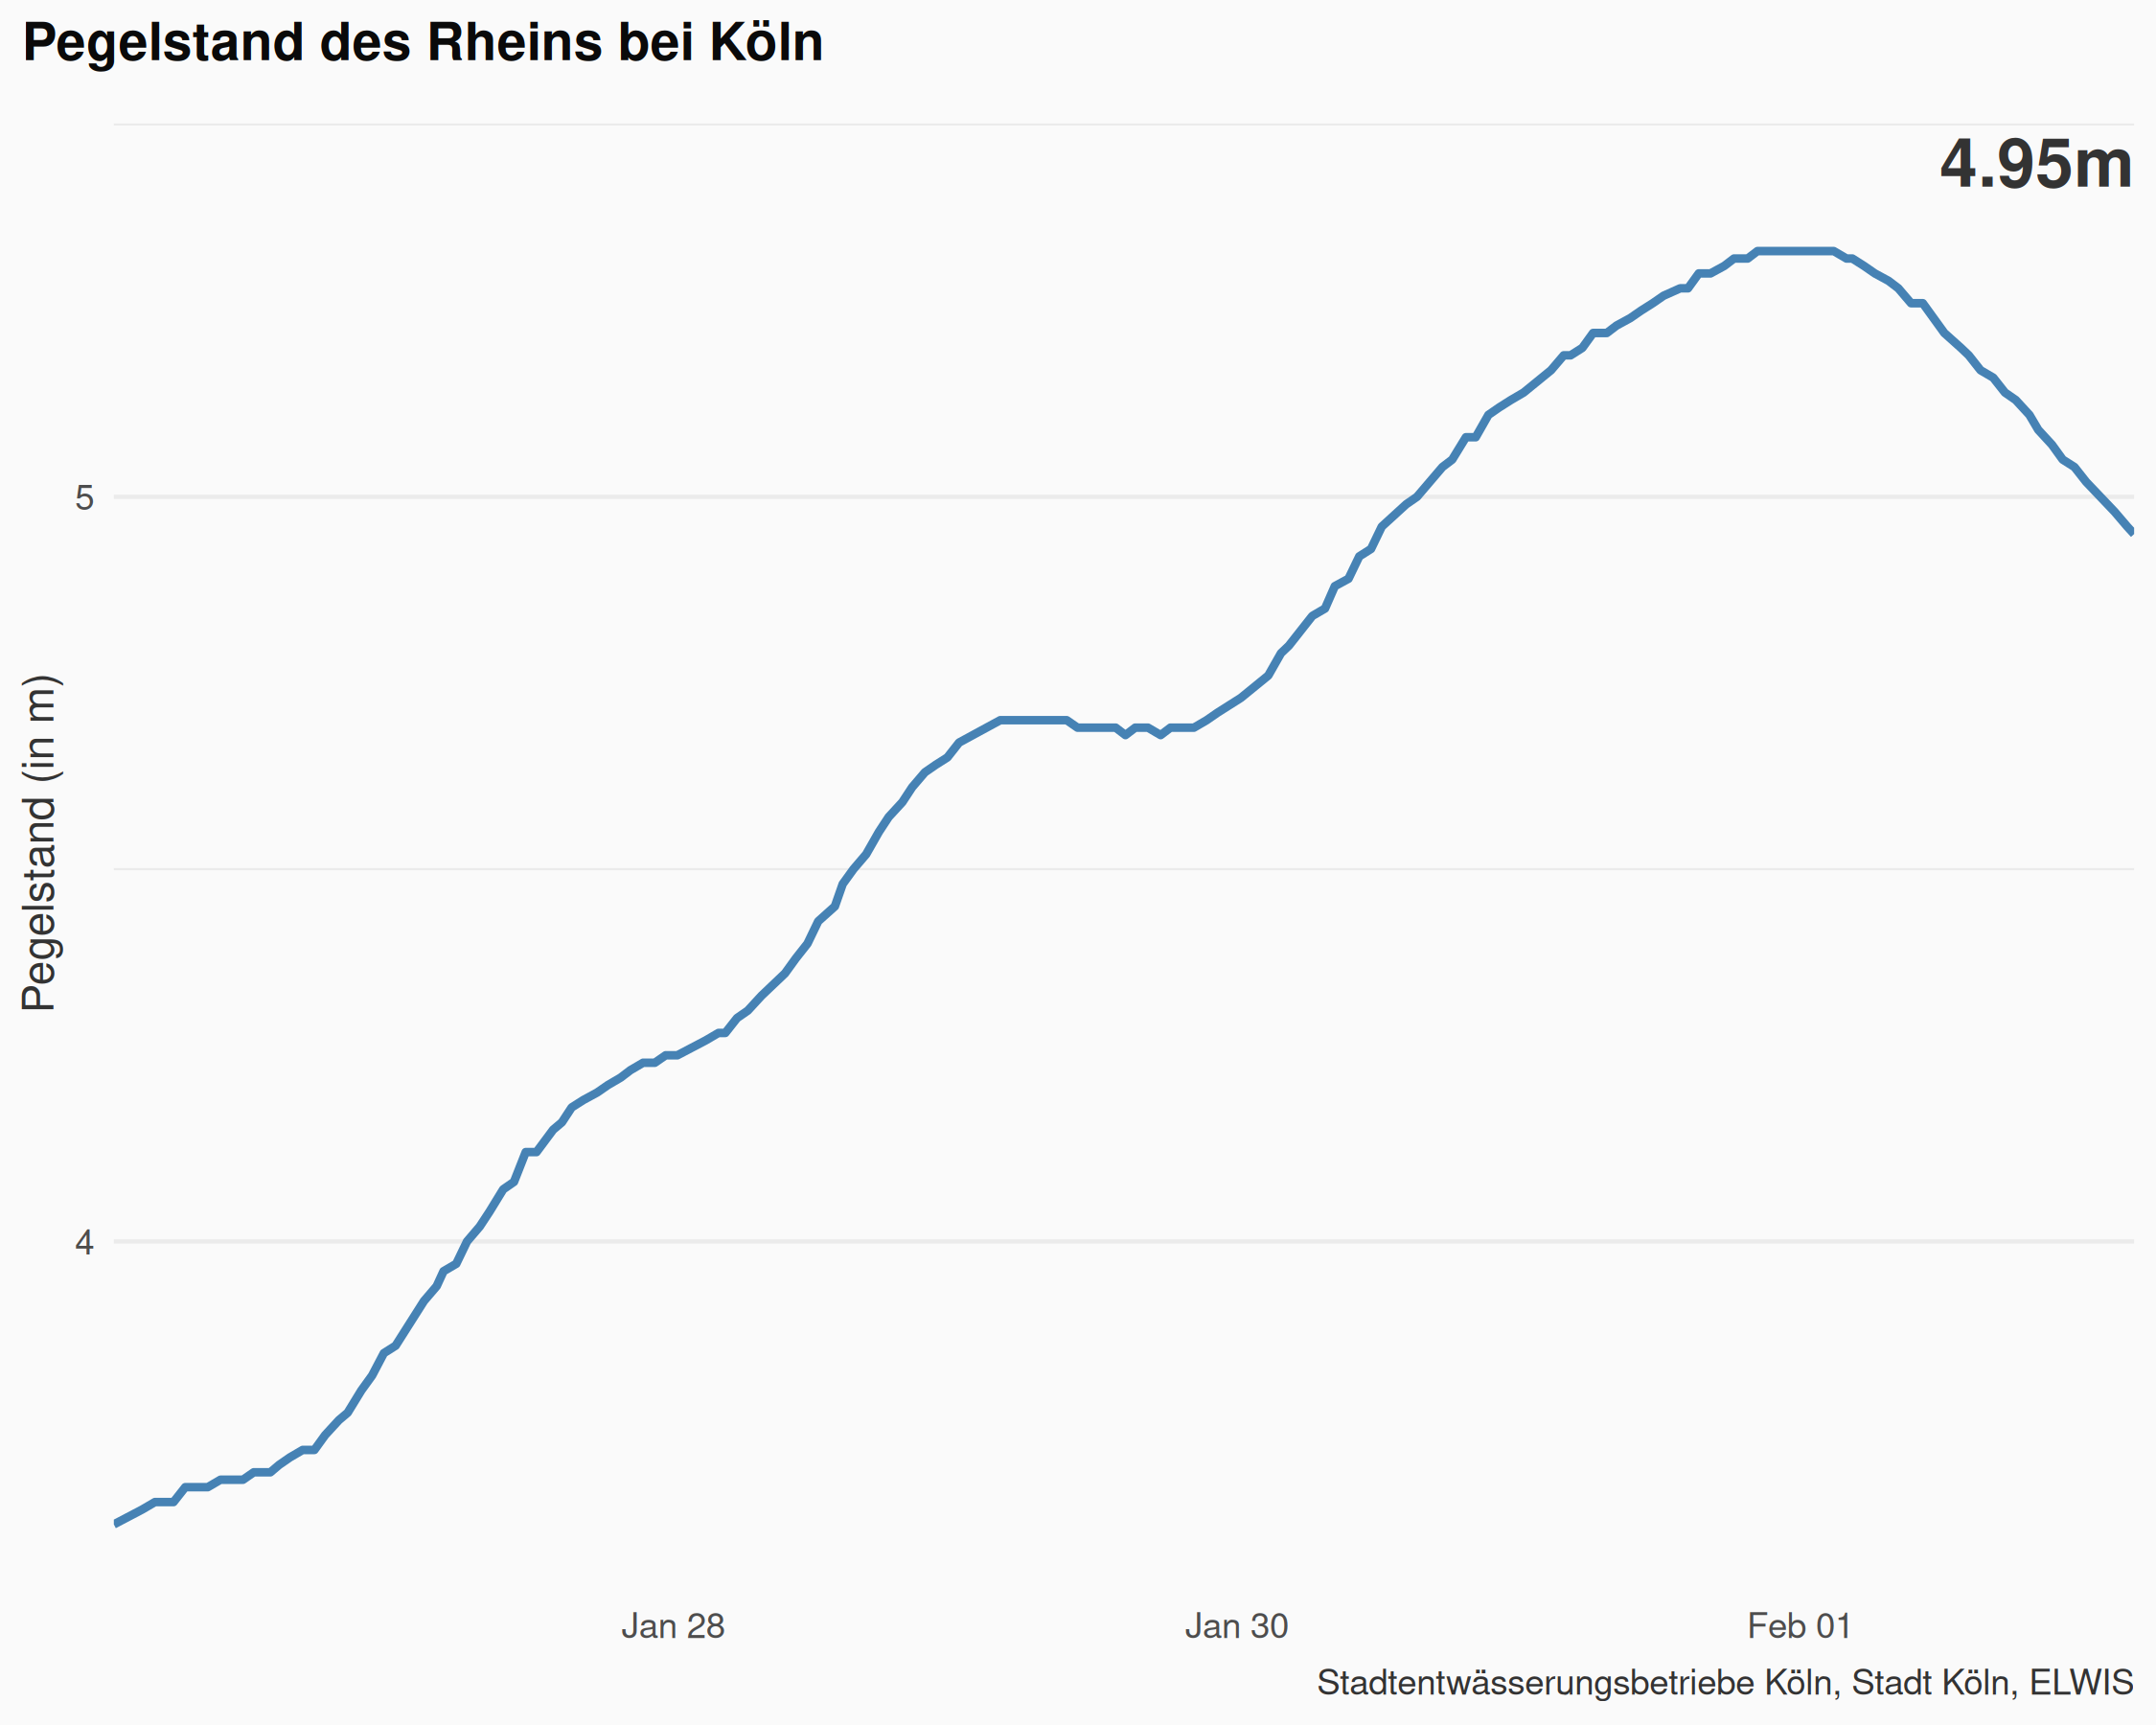 Pegelstand des Rheins bei Köln
4.95m
5
Pegelstand (in m)
4
Jan 28
Jan 30
Feb 01
Stadtentwässerungsbetriebe Köln, Stadt Köln, ELWIS